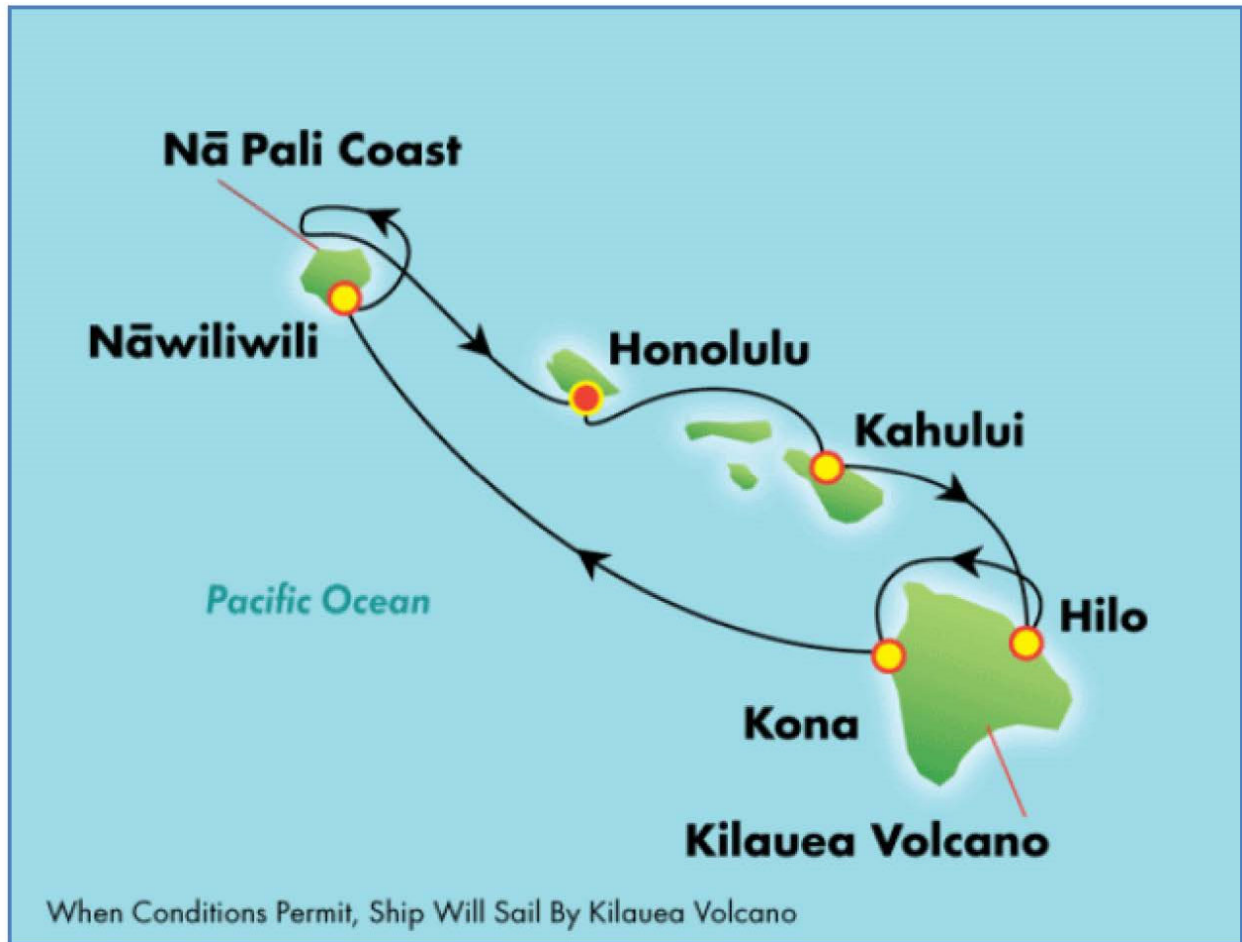 Nā Pali Coast
Nāwiliwili
Honolulu
Kahului
Pacific Ocean
Hilo
Kona
Kilauea Volcano
When Conditions Permit, Ship Will Sail By Kilauea Volcano